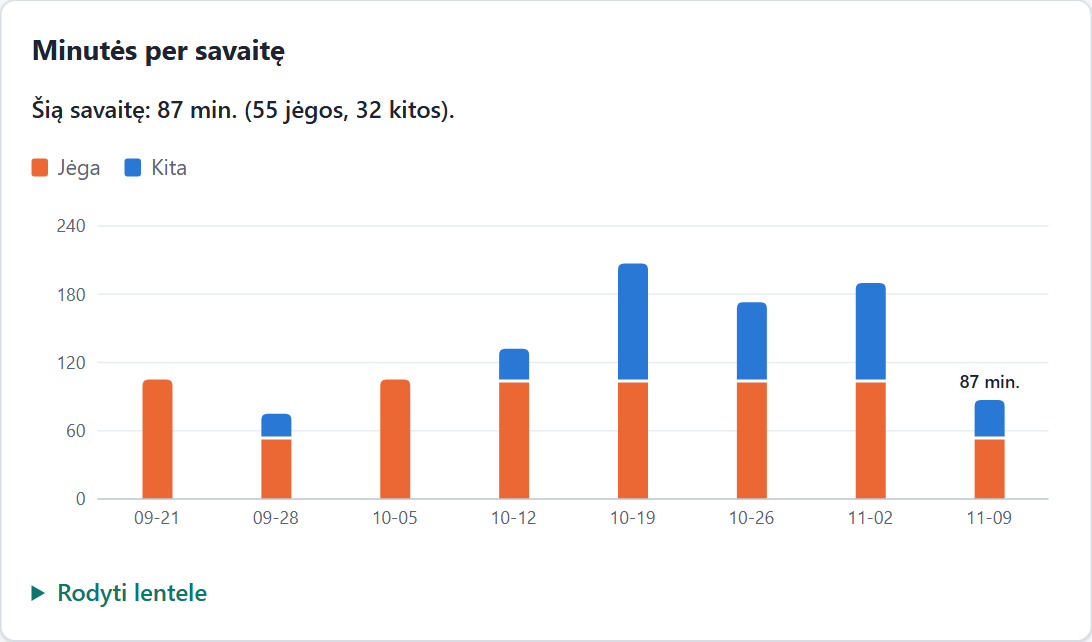 Minutės per savaitę
Šią savaitę: 87 min. (55 jėgos, 32 kitos).
Jėga Kita
240
180
120
60
0
87 min.
09-21 09-28 10-05 10-12 10-19 10-26 11-02 11-09
Rodyti lentele